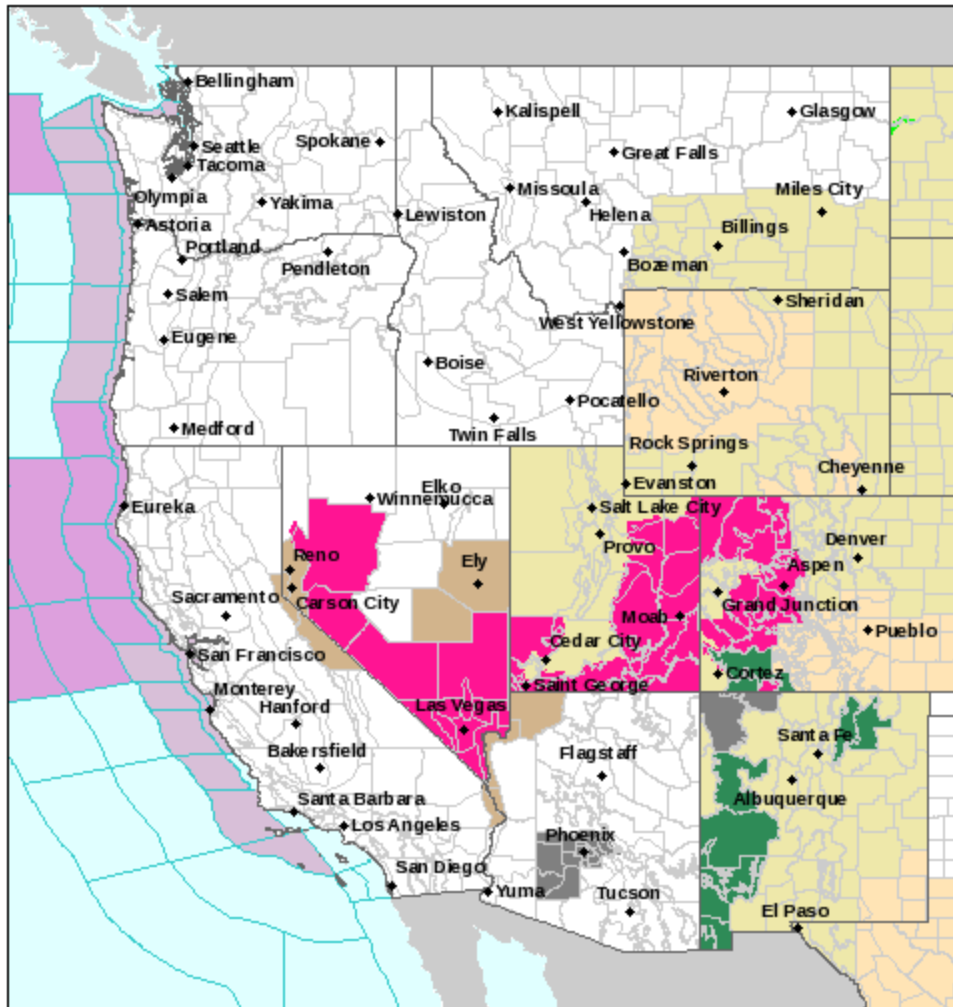 Bellingham
Kalispell
Glasgow
Seattle
Spokane
Tacoma
Great Falls
Olympia
Missoula
Miles City
Yakima
Lewiston
Helena
Astoria
Billings
Portland
Pendleton
Bozeman
Salem
Sheridan
West Yellowstone
Eugene
Boise
Riverton
Pocatello
Medford
Twin Falls
Rock Springs
Cheyenne
Elko
Evanston
Winnemucca
Eureka
Salt Lake City
Denver
Provo
Reno
Ely
Aspen
Sacramento
Carson City
Grand Junction
Moab
Pueblo
Cedar City
San Francisco
Cortez
Saint George
Monterey
Hanford
Las Vegas
Santa Fe
Bakersfield
Flagstaff
Santa Barbara
Albuquerque
Los Angeles
Phoenix
San Diego
Yuma
Tucson
El Paso